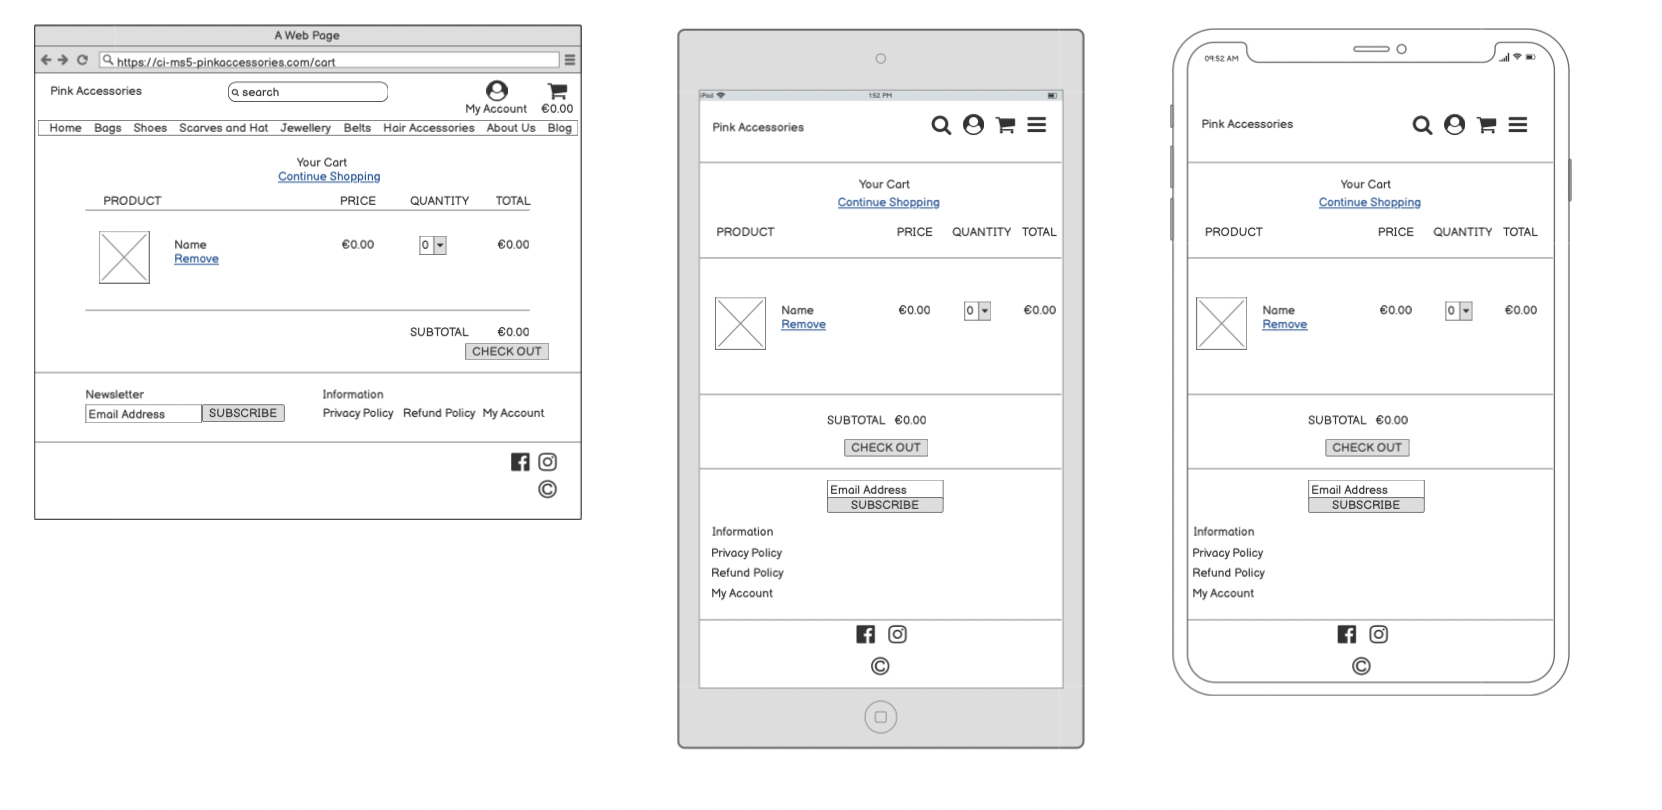 A Web Page
https://ci-ms5-pinkaccessories.com/cart
Pink Accessories
search
My Account €0.00
Home Bags Shoes Scarves and Hat Jewellery Belts Hair Accessories About Us Blog
Your Cart
Continue Shopping
PRODUCT PRICE QUANTITY TOTAL
Name €0.00 0 €0.00
Remove
SUBTOTAL €0.00
CHECK OUT
Newsletter Information
Email Address SUBSCRIBE Privacy Policy Refund Policy My Account
©
iPod 1:52 PM
Pink Accessories
Your Cart
Continue Shopping
PRODUCT PRICE QUANTITY TOTAL
Name €0.00 0 €0.00
Remove
SUBTOTAL €0.00
CHECK OUT
Email Address
SUBSCRIBE
Information
Privacy Policy
Refund Policy
My Account
©
09:52 AM
Pink Accessories
Your Cart
Continue Shopping
PRODUCT PRICE QUANTITY TOTAL
Name €0.00 0 €0.00
Remove
SUBTOTAL €0.00
CHECK OUT
Email Address
SUBSCRIBE
Information
Privacy Policy
Refund Policy
My Account
©